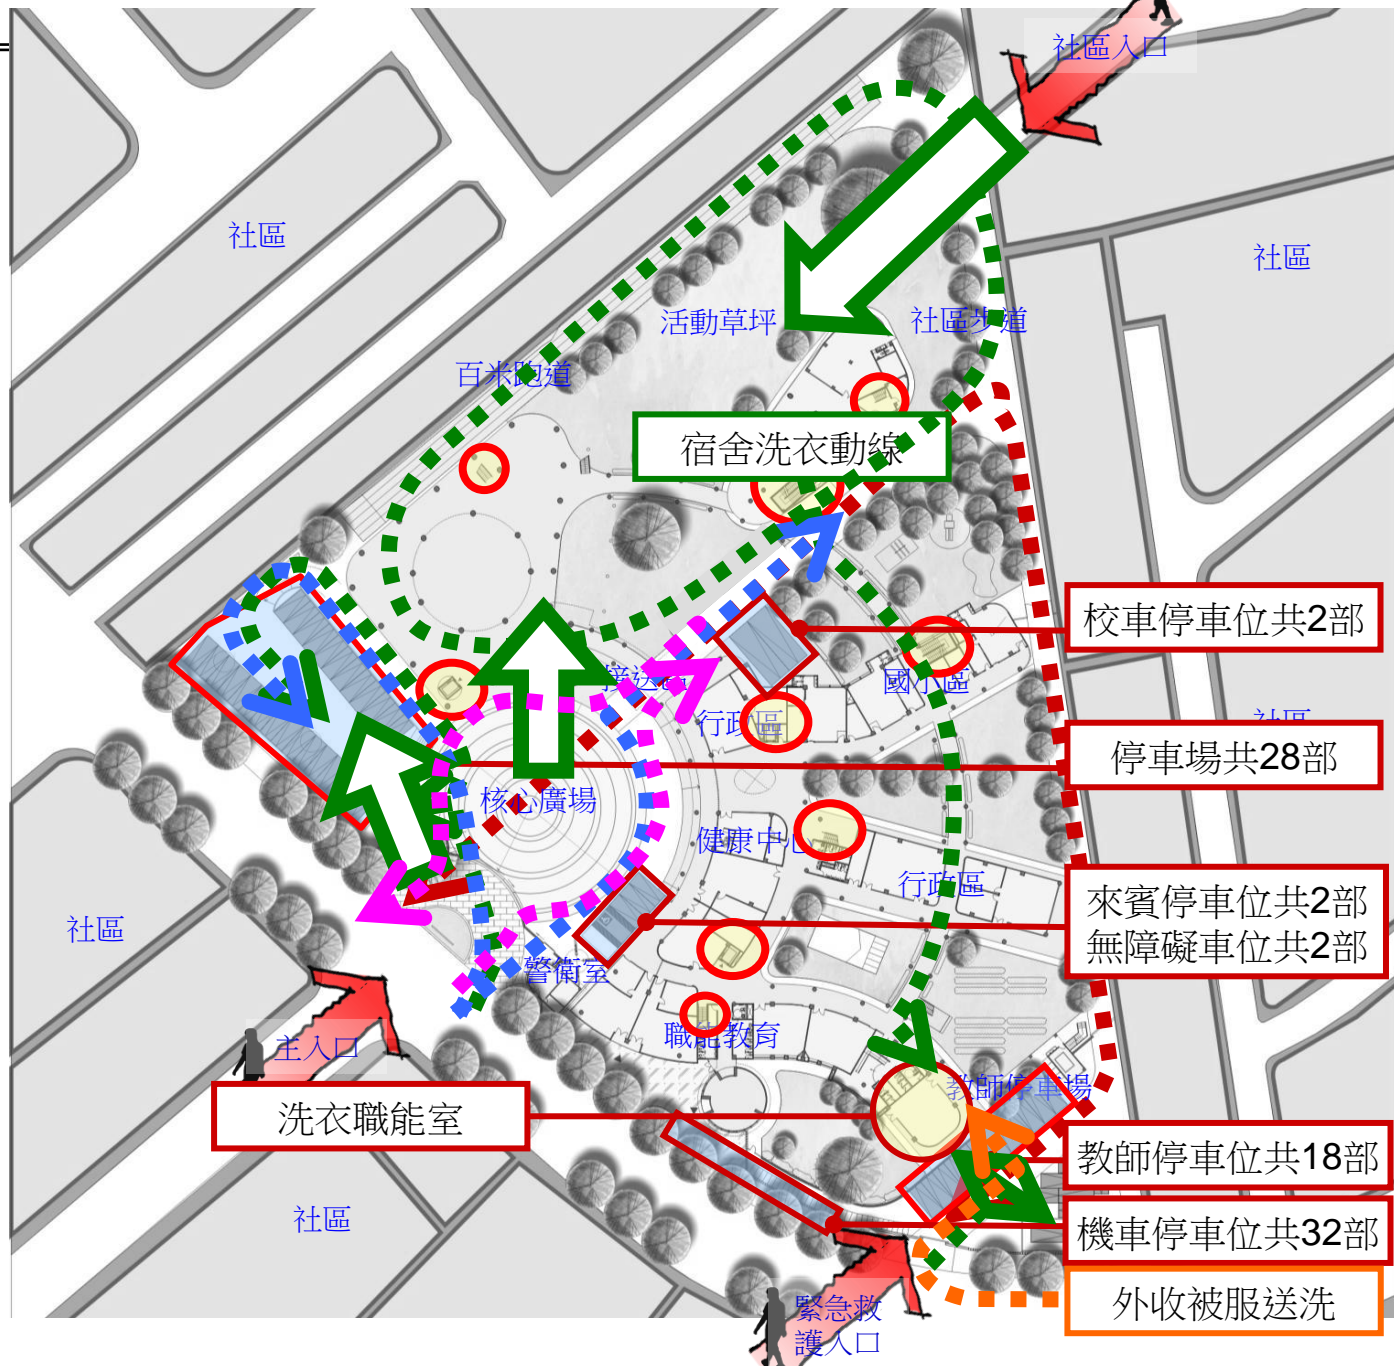 社區入口
社區
社區
活動草坪
社區步道
百米跑道
宿舍洗衣動線
校車停車位共2部
接送區
國小區
行政區
社區
停車場共28部
核心廣場
健康中心
行政區
來賓停車位共2部
無障礙車位共2部
社區
警衛室
職能教育
主入口
教師停車場
洗衣職能室
教師停車位共18部
社區
機車停車位共32部
外收被服送洗
緊急救
護入口